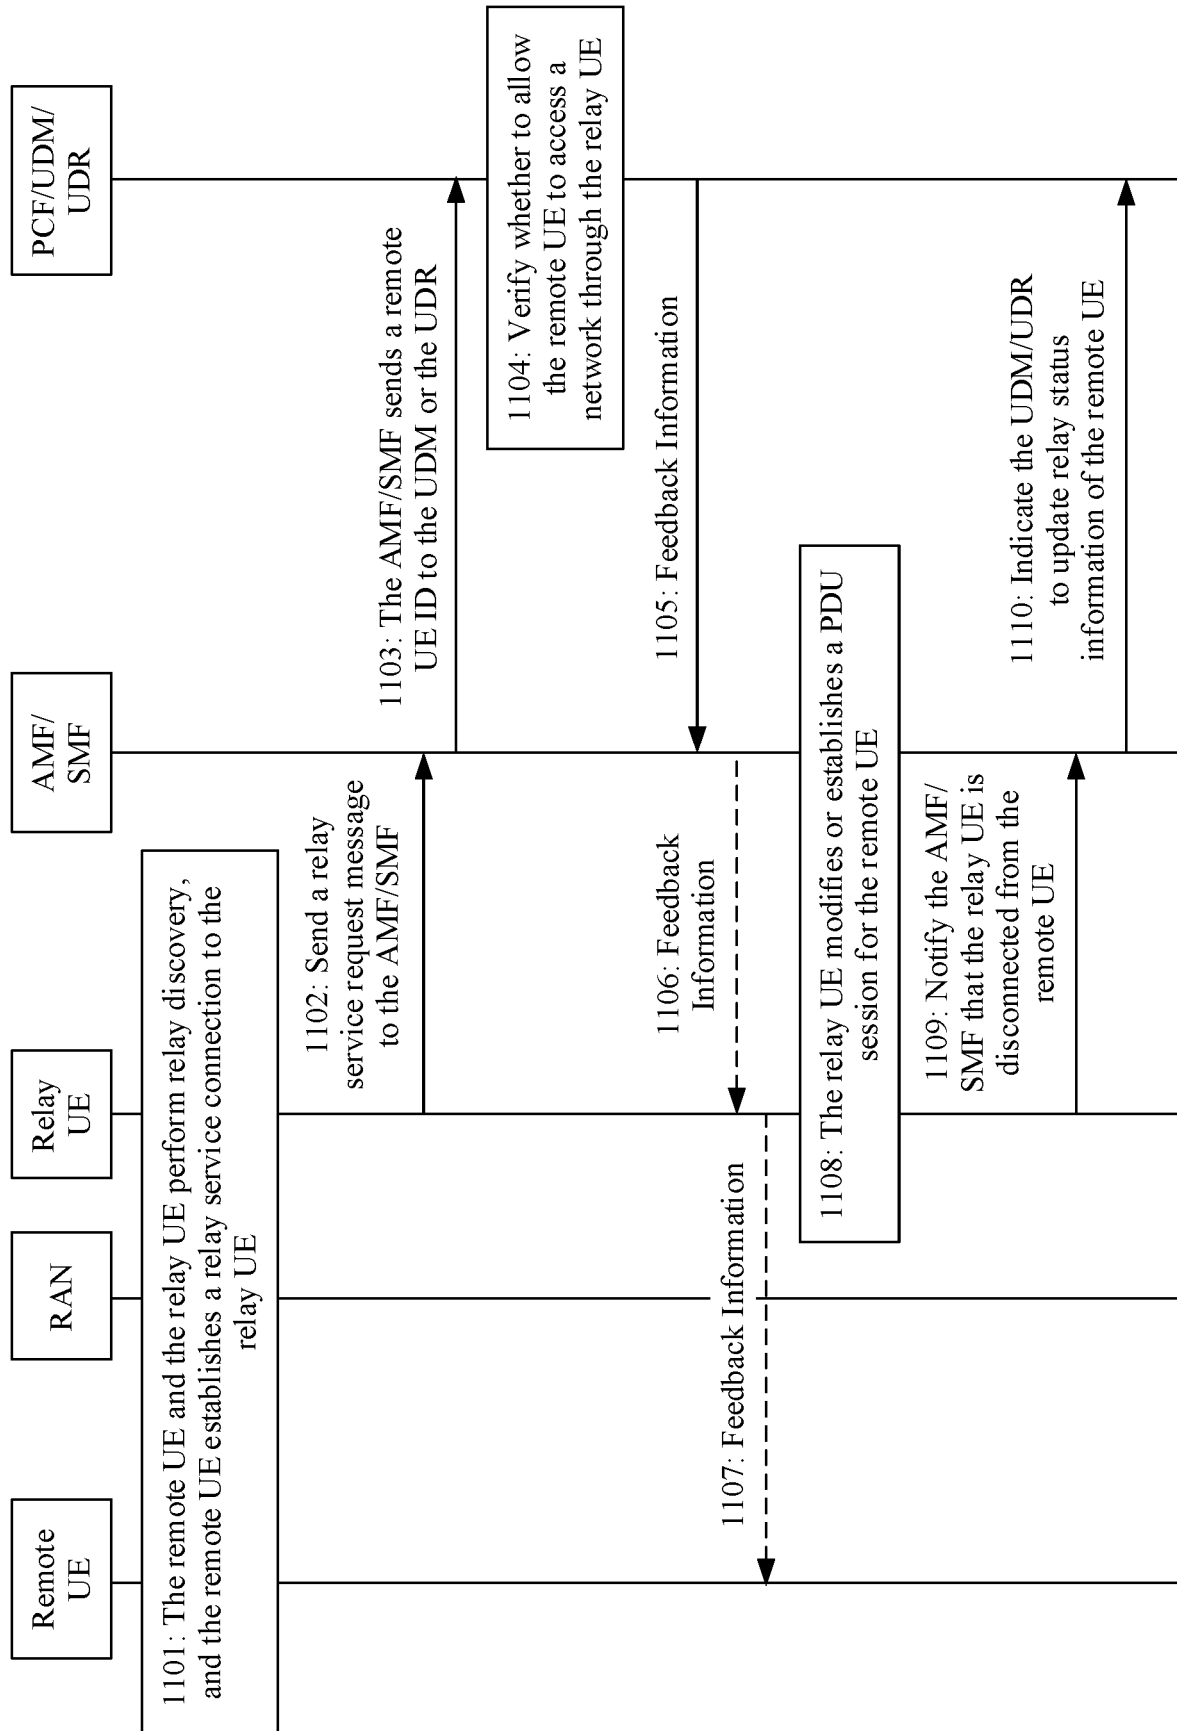 Remote
UE
RAN
Relay
UE
AMF/
SMF
PCF/UDM/
UDR
1101: The remote UE and the relay UE perform relay discovery,
and the remote UE establishes a relay service connection to the
relay UE
1102: Send a relay
service request message
to the AMF/SMF
1103: The AMF/SMF sends a remote
UE ID to the UDM or the UDR
1104: Verify whether to allow
the remote UE to access a
network through the relay UE
1105: Feedback Information
1106: Feedback
Information
1107: Feedback Information
1108: The relay UE modifies or establishes a PDU
session for the remote UE
1109: Notify the AMF/
SMF that the relay UE is
disconnected from the
remote UE
1110: Indicate the UDM/UDR
to update relay status
information of the remote UE